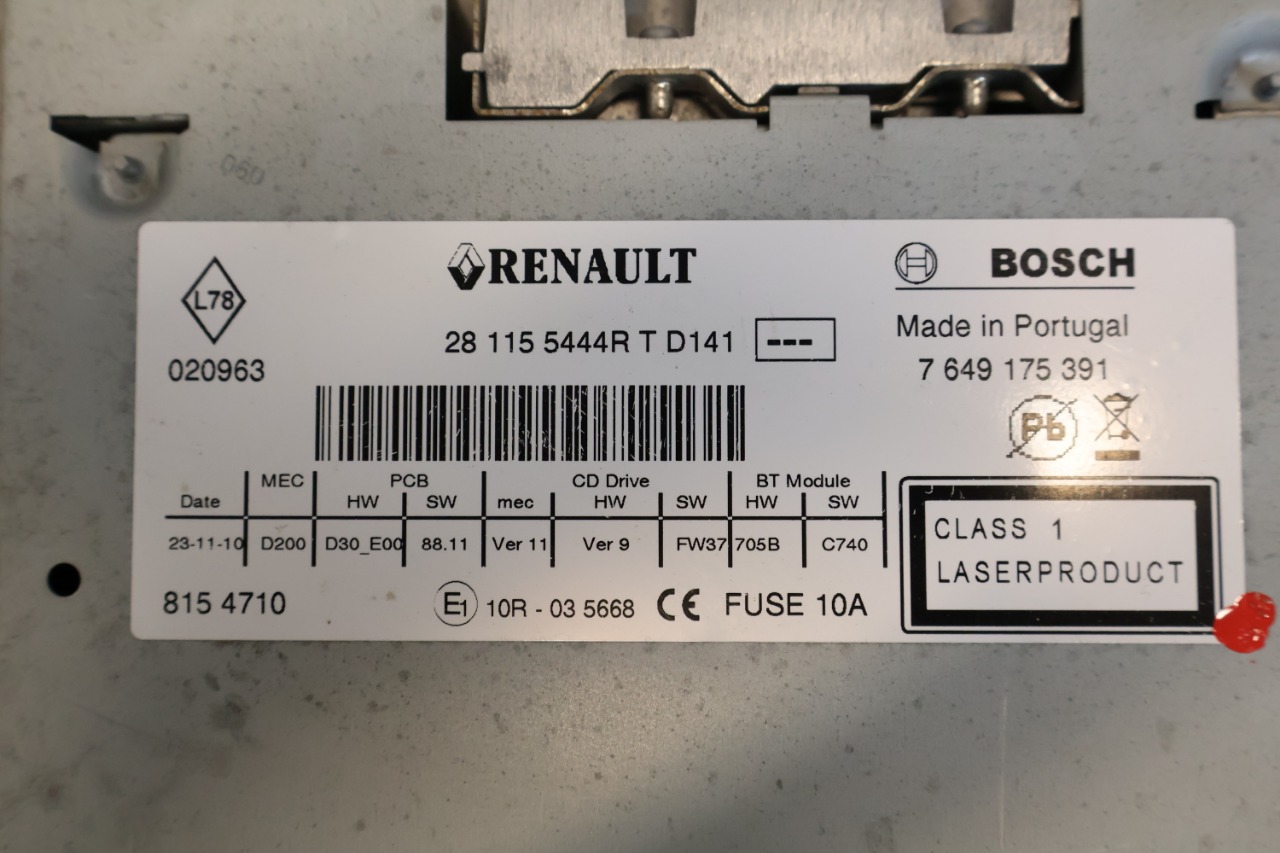 06D
L78
020963
RENAULT
28 115 5444R T D141 ---
BOSCH
Made in Portugal
7 649 175 391
Pb
MEC PCB CD Drive BT Module
Date HW SW mec HW SW HW SW
23-11-10 D200 D30_E00 88.11 Ver 11 Ver 9 FW37 705B C740
815 4710
E1 10R - 03 5668 CE FUSE 10A
CLASS 1
LASERPRODUCT